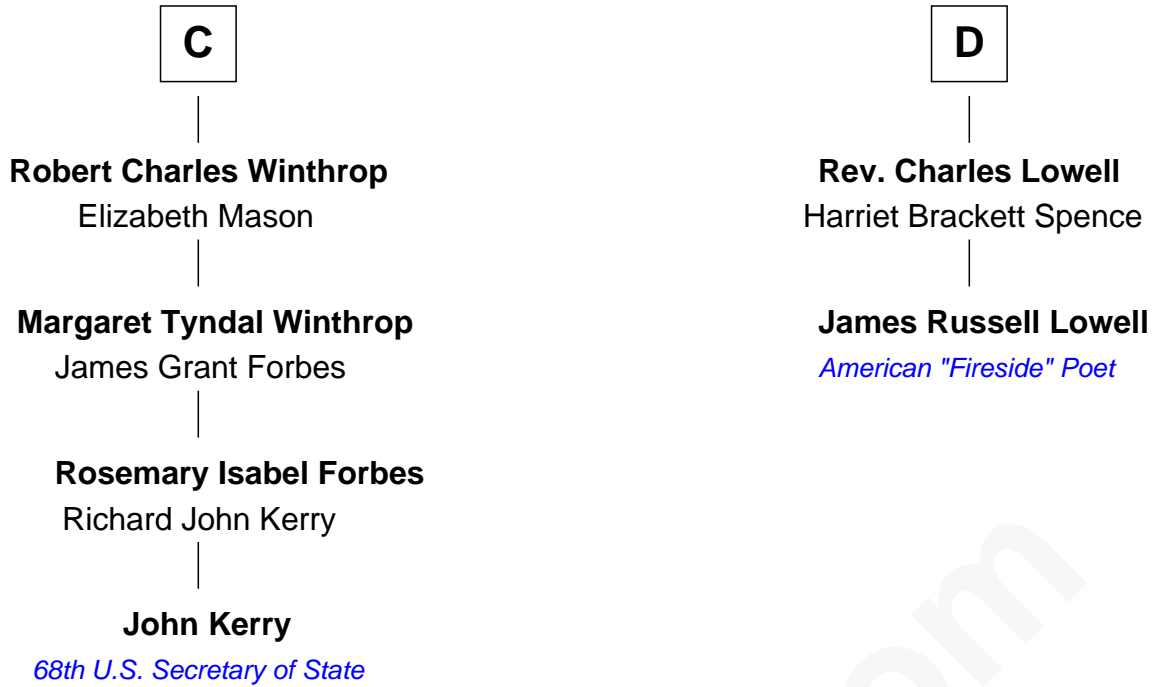 C
Robert Charles Winthrop
Elizabeth Mason
Margaret Tyndal Winthrop
James Grant Forbes
Rosemary Isabel Forbes
Richard John Kerry
John Kerry
68th U.S. Secretary of State
D
Rev. Charles Lowell
Harriet Brackett Spence
James Russell Lowell
American "Fireside" Poet
om